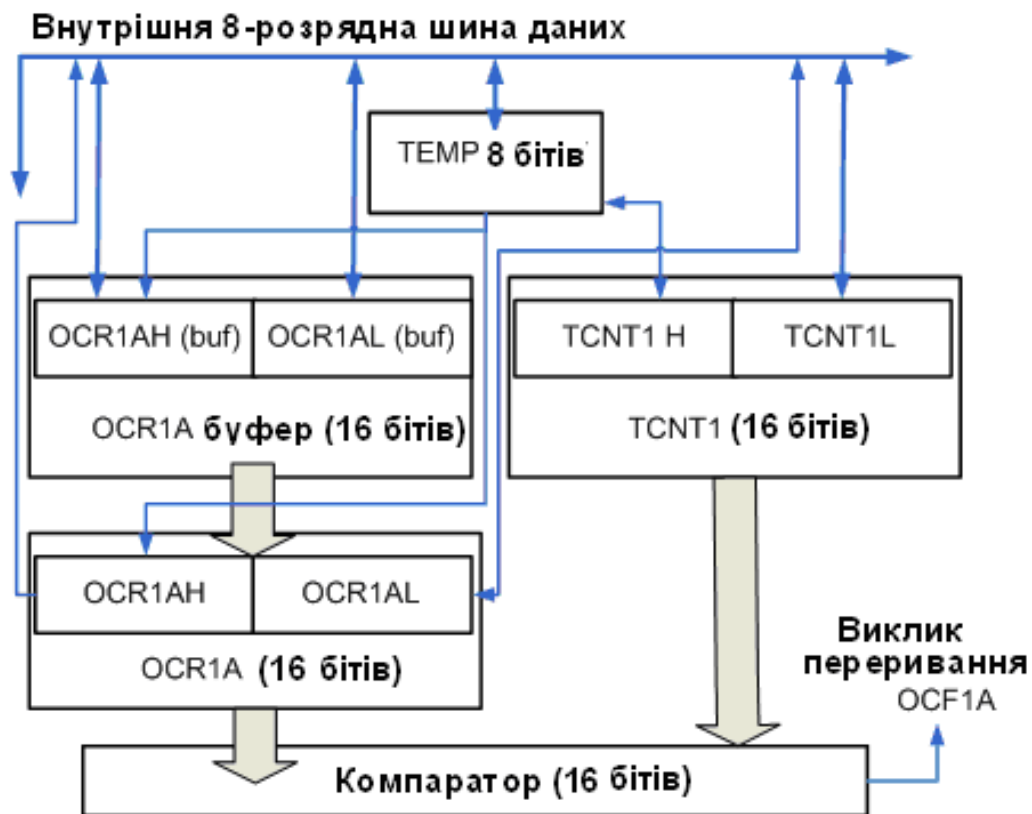 Внутрішня 8-розрядна шина даних
TEMP 8 бітів
OCR1AH (buf)
OCR1AL (buf)
OCR1A буфер (16 бітів)
TCNT1 H
TCNT1L
TCNT1 (16 бітів)
OCR1AH
OCR1AL
OCR1A (16 бітів)
Виклик
переривання
OCF1A
Компаратор (16 бітів)